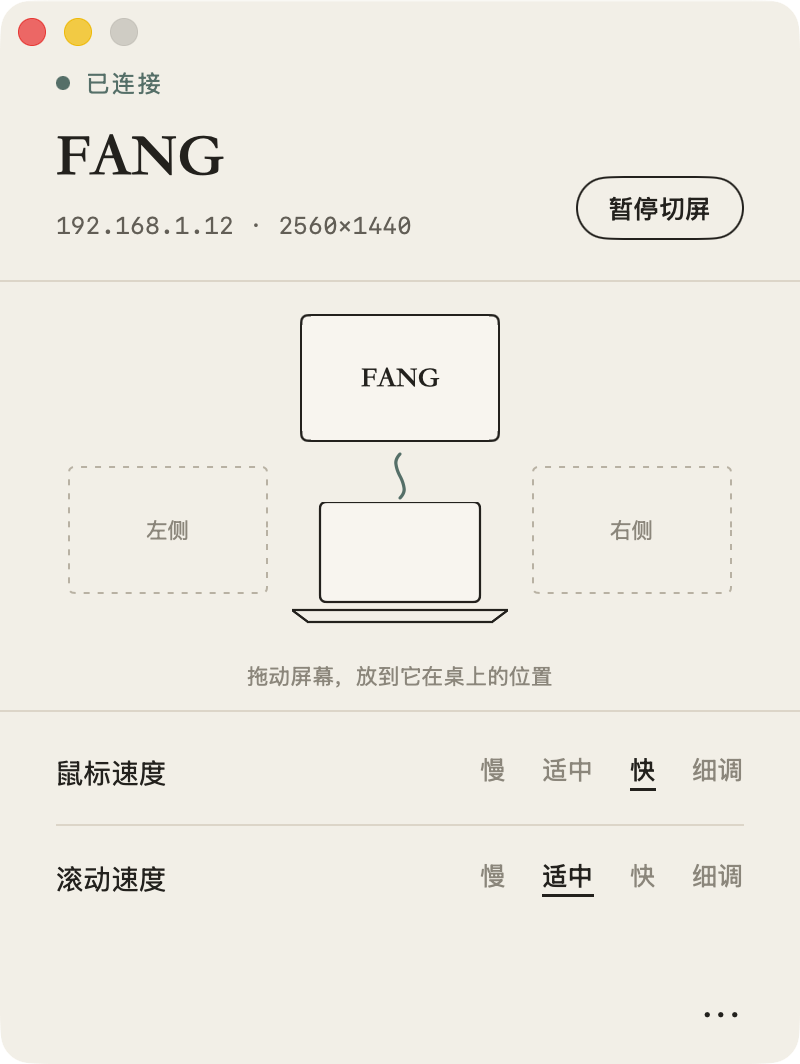 已连接
FANG
192.168.1.12 · 2560×1440
暂停切屏
FANG
左侧
右侧
拖动屏幕，放到它在桌上的位置
鼠标速度 慢 适中 快 细调
滚动速度 慢 适中 快 细调
...